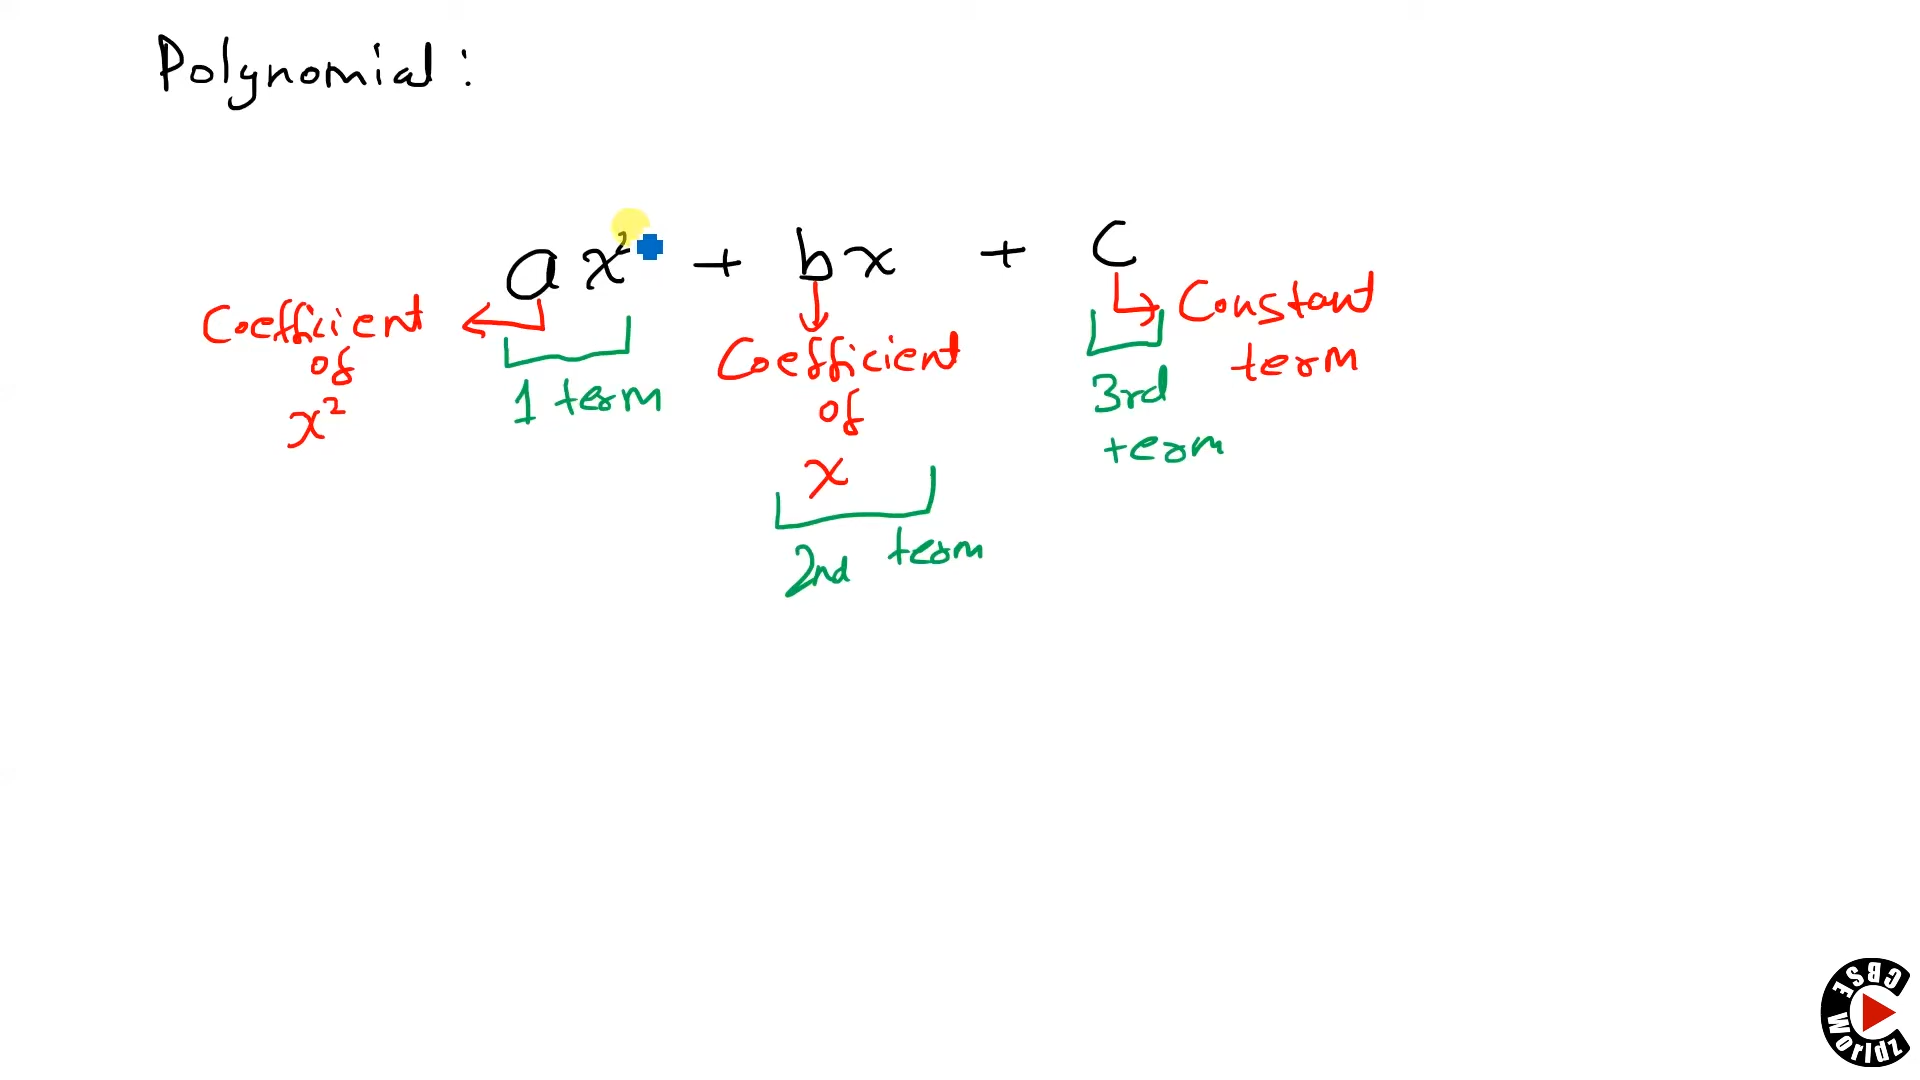 Polynomial :
ax² + bx + C
Coefficient
of
x²
1 term
Coefficient
of
x
2nd term
Constant
term
3rd
term
CBSE Worldz